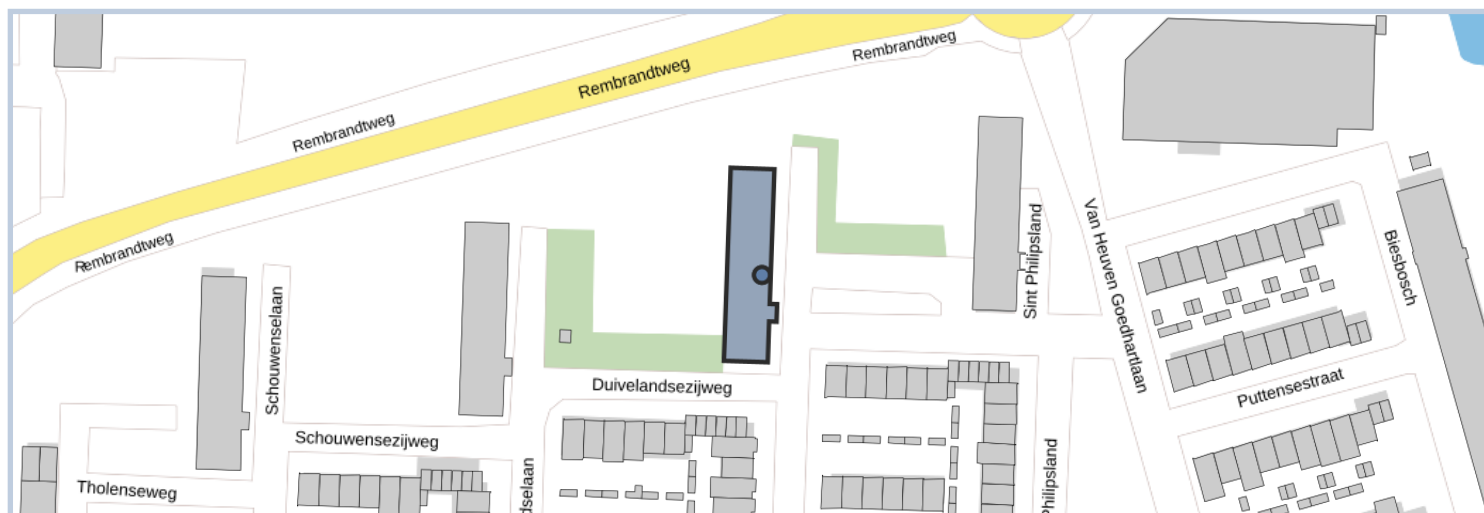 Rembrandtweg
Rembrandtweg
Rembrandtweg
Rembrandtweg
Van Heuven Goedhartlaan
Sint Philipsland
Biesbosch
Schouwenselaan
Duivelandsezijweg
Puttensestraat
Schouwensezijweg
Tholenseweg
dselaan
Philipsland